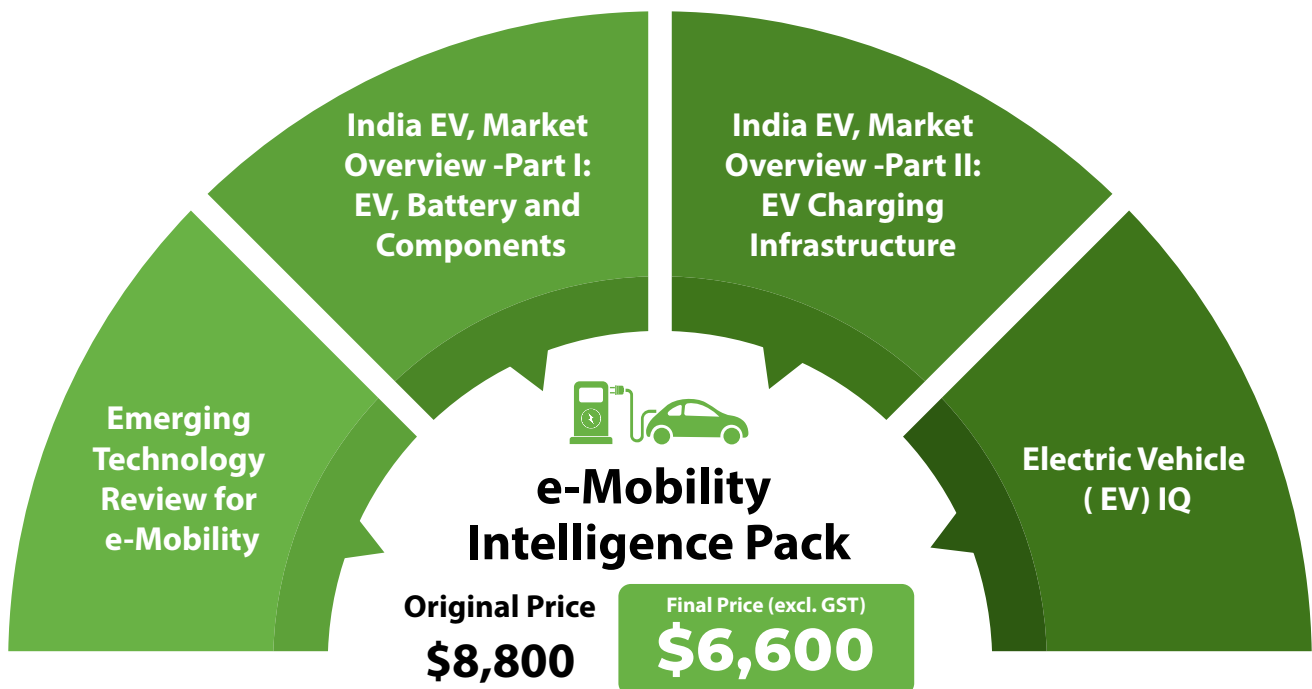 India EV, Market
Overview -Part I:
EV, Battery and
Components
India EV, Market
Overview -Part II:
EV Charging
Infrastructure
Emerging
Technology
Review for
e-Mobility
Electric Vehicle
( EV) IQ
e-Mobility
Intelligence Pack
Original Price
$8,800
Final Price (excl. GST)
$6,600